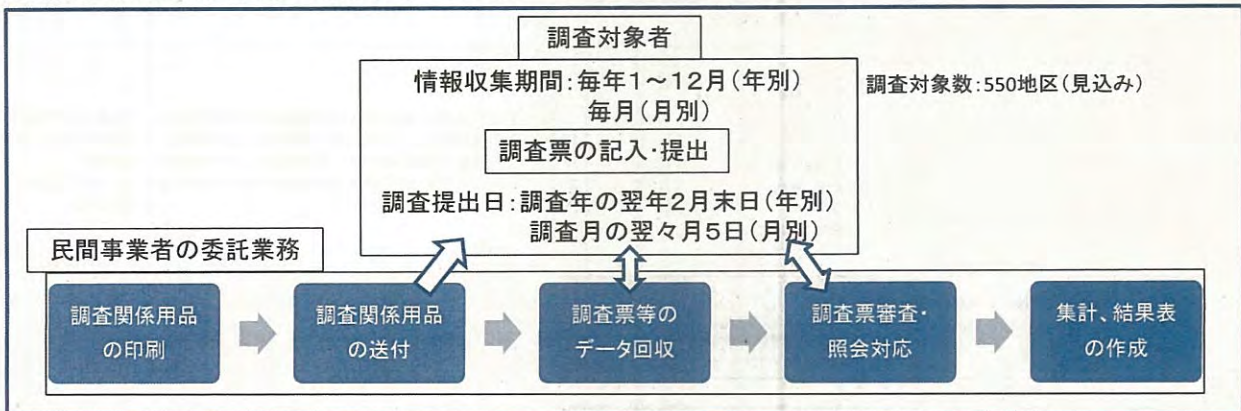 調査対象者
情報収集期間:毎年1～12月(年別)
毎月(月別)
調査対象数:550地区(見込み)
調査票の記入・提出
調査提出日:調査年の翌年2月末日(年別)
調査月の翌々月5日(月別)
民間事業者の委託業務
調査関係用品
の印刷
調査関係用品
の送付
調査票等の
データ回収
調査票審査・
照会対応
集計、結果表
の作成